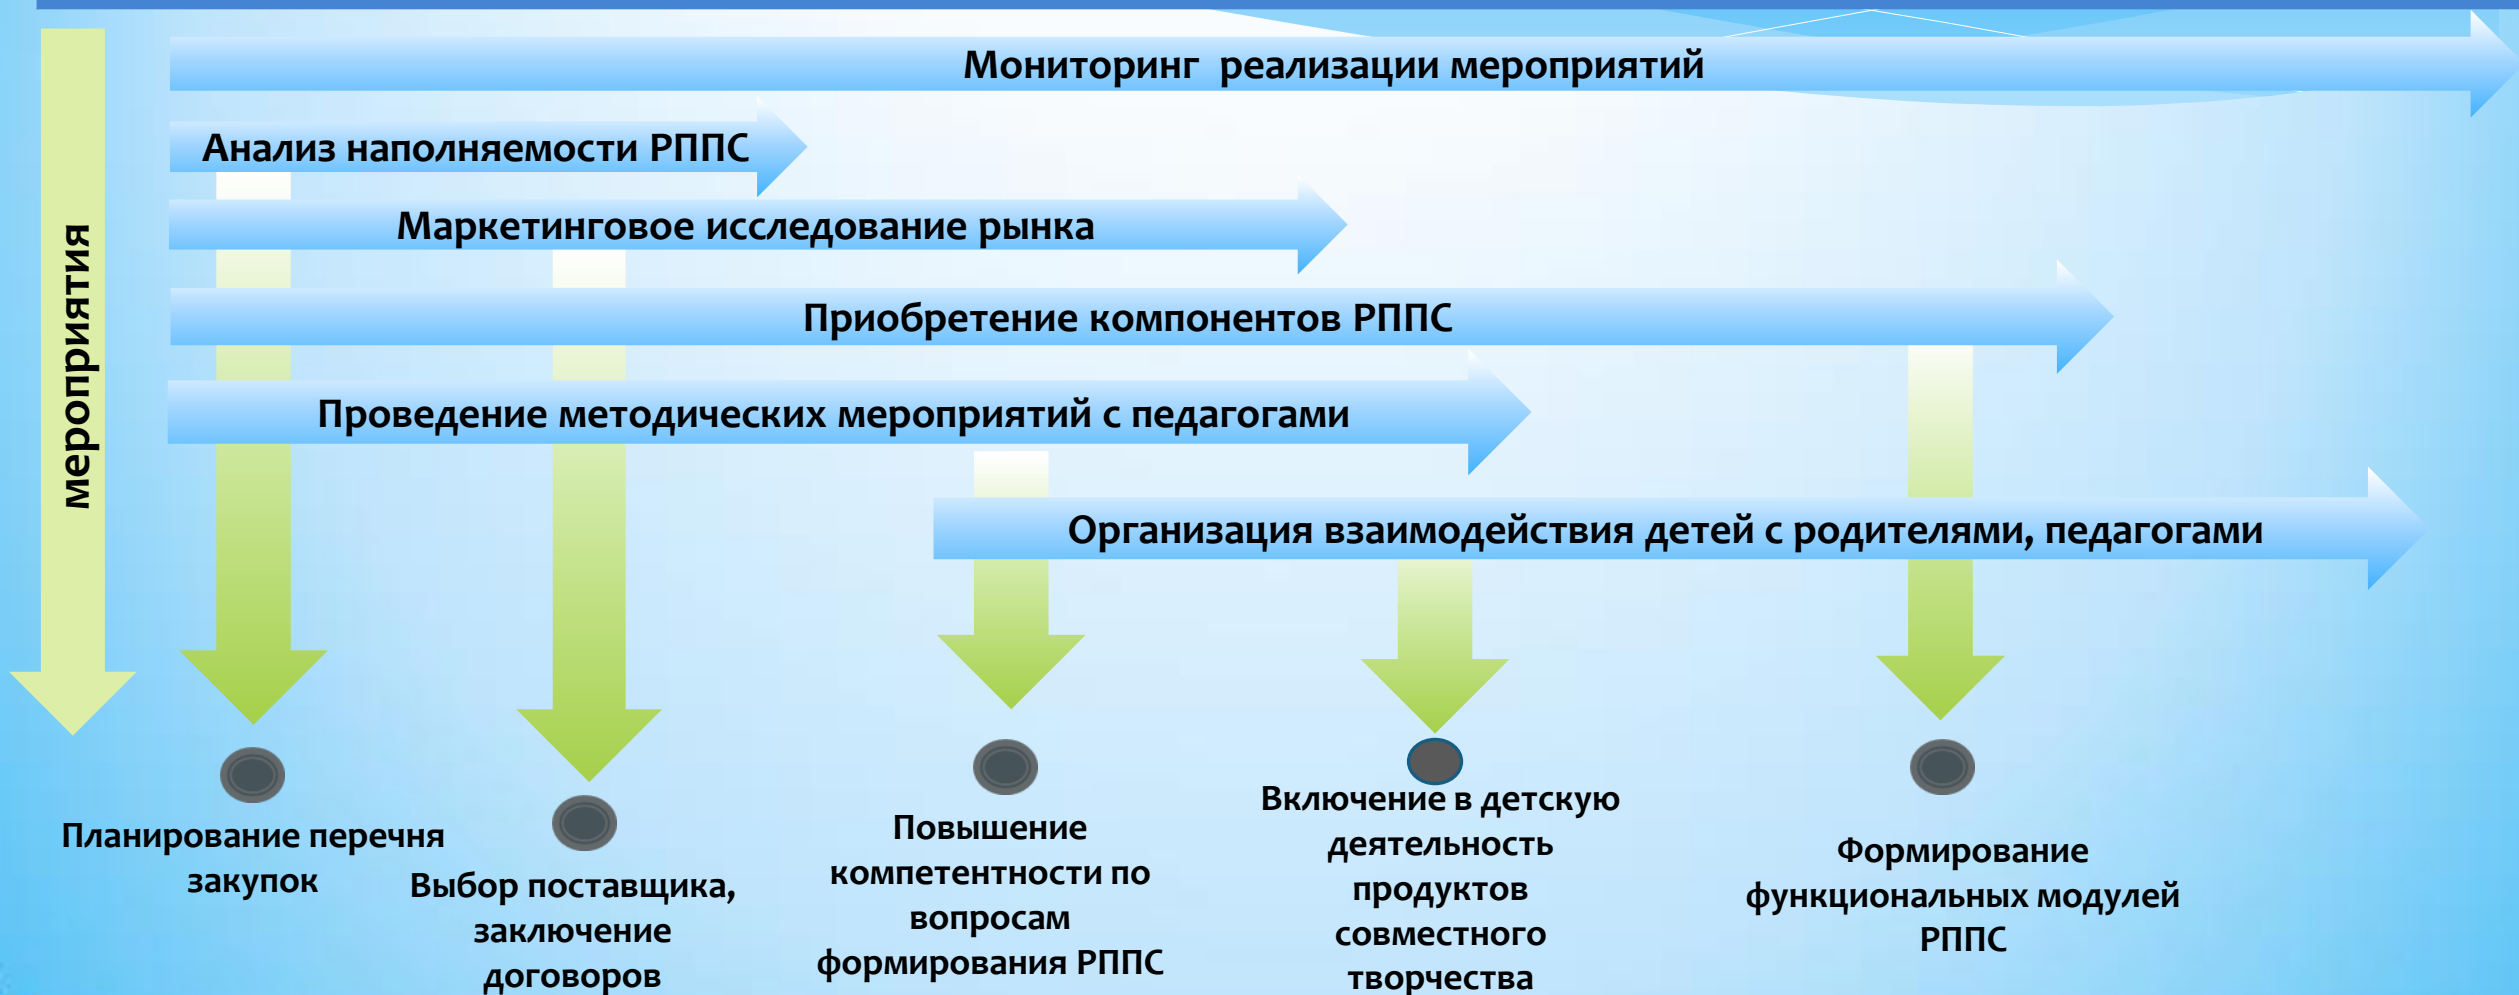 Мониторинг реализации мероприятий
Анализ наполняемости РППС
Маркетинговое исследование рынка
мероприятия
Приобретение компонентов РППС
Проведение методических мероприятий с педагогами
Организация взаимодействия детей с родителями, педагогами
Планирование перечня
закупок
Выбор поставщика,
заключение
договоров
Повышение
компетентности по
вопросам
формирования РППС
Включение в детскую
деятельность
продуктов
совместного
творчества
Формирование
функциональных модулей
РППС